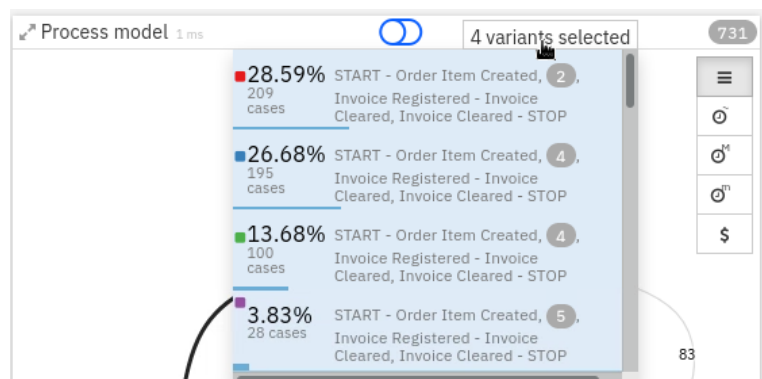 Process model 1 ms
4 variants selected
731
28.59% START - Order Item Created, 2,
209 Invoice Registered - Invoice
cases Cleared, Invoice Cleared - STOP
26.68% START - Order Item Created, 4,
195 Invoice Registered - Invoice
cases Cleared, Invoice Cleared - STOP
13.68% START - Order Item Created, 4,
100 Invoice Registered - Invoice
cases Cleared, Invoice Cleared - STOP
3.83% START - Order Item Created, 5,
28 cases Invoice Registered - Invoice
Cleared, Invoice Cleared - STOP
~
M
m
$
83